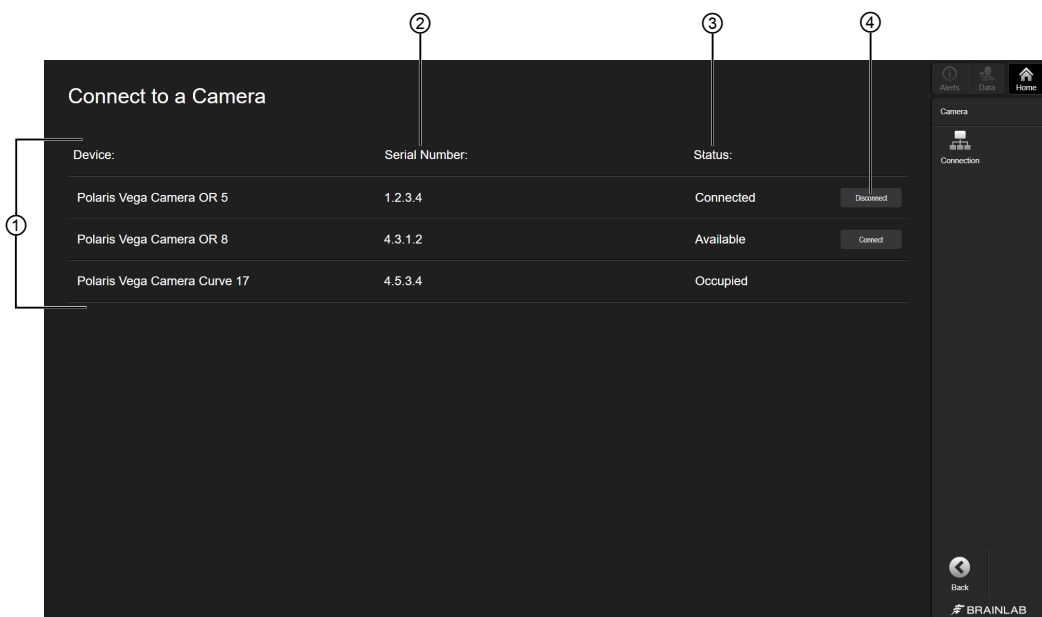 ② ③ ④
Connect to a Camera
Alerts Data Home
Camera
Connection
①
Device: Serial Number: Status:
Polaris Vega Camera OR 5 1.2.3.4 Connected Disconnect
Polaris Vega Camera OR 8 4.3.1.2 Available Connect
Polaris Vega Camera Curve 17 4.5.3.4 Occupied
Back
BRAINLAB